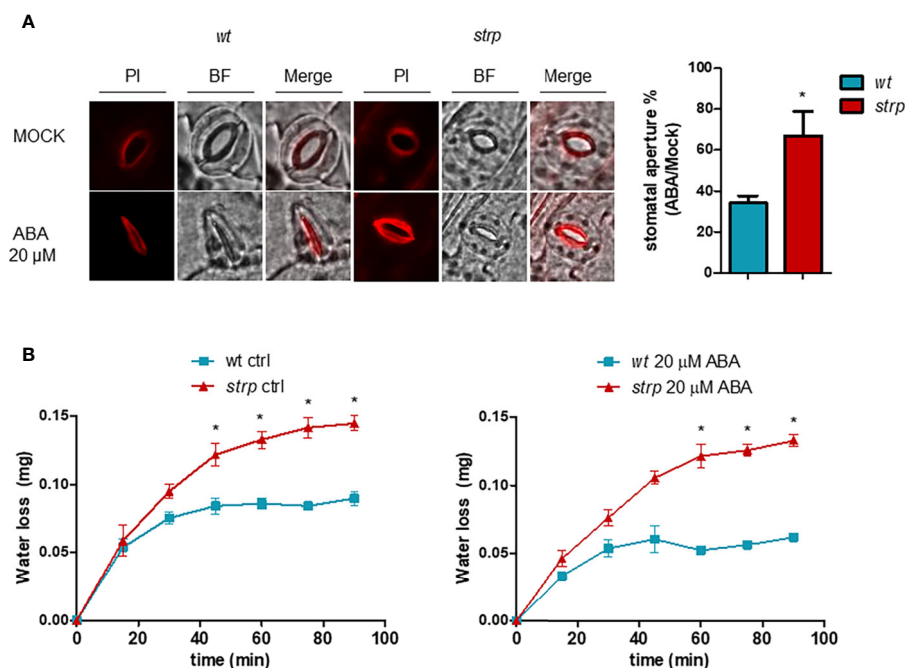 A
wt strp
PI BF Merge PI BF Merge
MOCK
ABA
20 μM
stomatal aperture %
(ABA/Mock)
100
80
60
40
20
0
*
wt
strp
B
wt ctrl
strp ctrl
Water loss (mg)
0.15
0.10
0.05
0.00
* * * *
0 20 40 60 80 100
time (min)
wt 20 μM ABA
strp 20 μM ABA
Water loss (mg)
0.15
0.10
0.05
0.00
* * *
0 20 40 60 80 100
time (min)